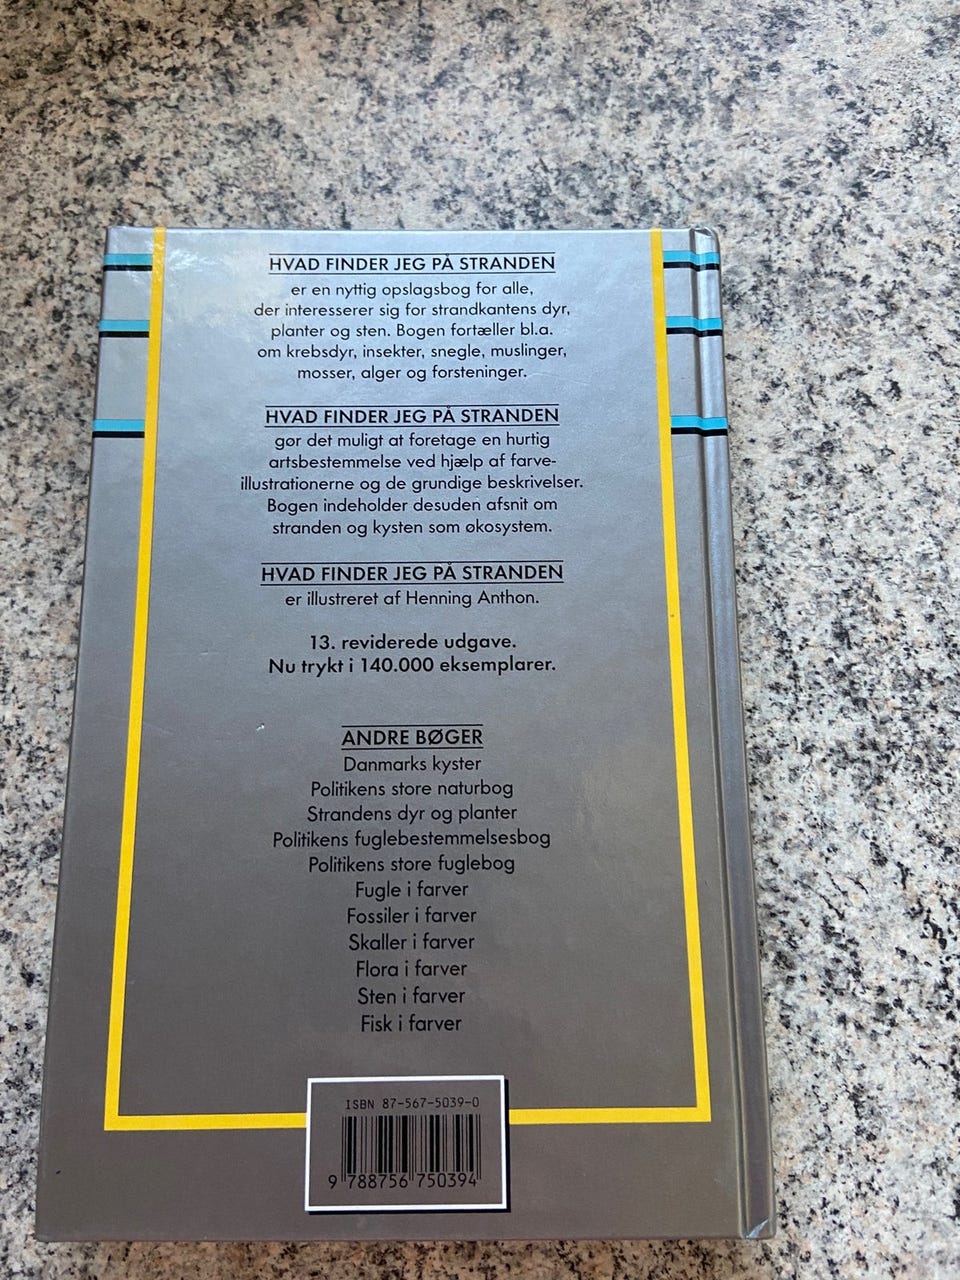 HVAD FINDER JEG PÅ STRANDEN
er en nyttig opslagsbog for alle,
der interesserer sig for strandkantens dyr,
planter og sten. Bogen fortæller bl.a.
om krebsdyr, insekter, snegle, muslinger,
mosser, alger og forsteninger.
HVAD FINDER JEG PÅ STRANDEN
gør det muligt at foretage en hurtig
artsbestemmelse ved hjælp af farve-
illustrationerne og de grundige beskrivelser.
Bogen indeholder desuden afsnit om
stranden og kysten som økosystem.
HVAD FINDER JEG PÅ STRANDEN
er illustreret af Henning Anthon.
13. reviderede udgave.
Nu trykt i 140.000 eksemplarer.
ANDRE BØGER
Danmarks kyster
Politikens store naturbog
Strandens dyr og planter
Politikens fuglebestemmelsesbog
Politikens store fuglebog
Fugle i farver
Fossiler i farver
Skaller i farver
Flora i farver
Sten i farver
Fisk i farver
ISBN 87-567-5039-0
9 788756 750394